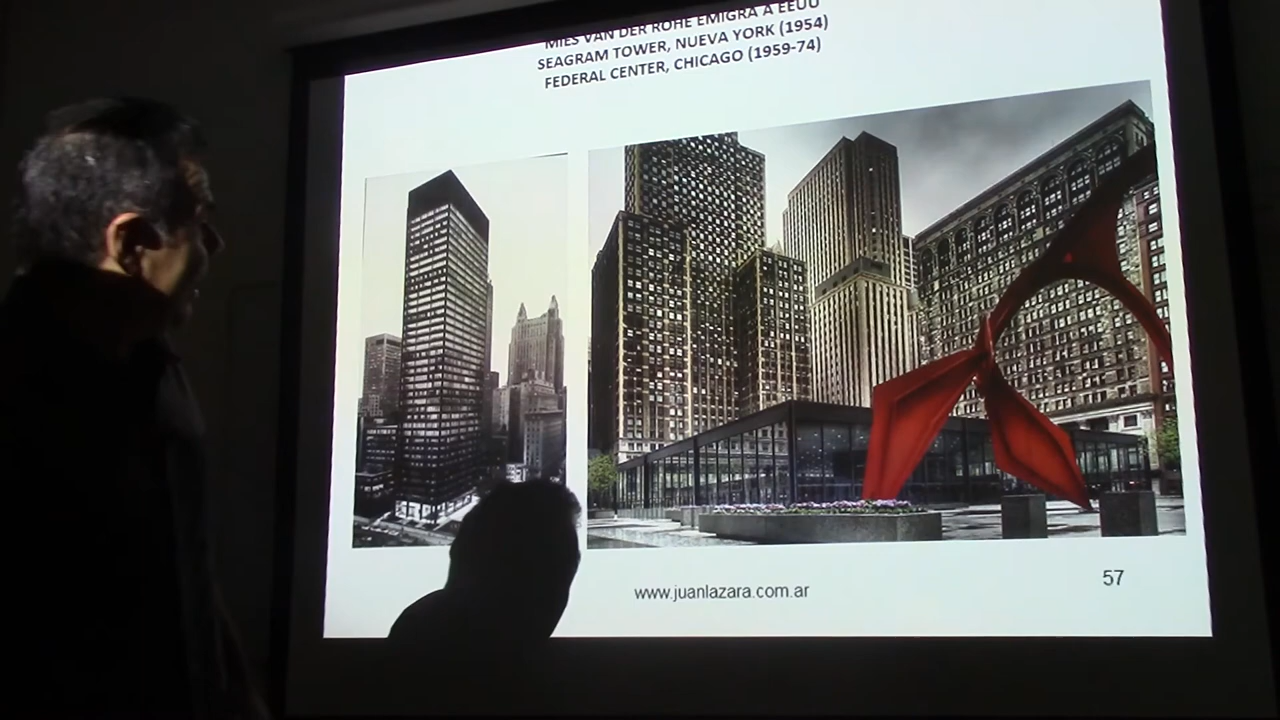 MIES VAN DER ROHE EMIGRA A EEUU
SEAGRAM TOWER, NUEVA YORK (1954)
FEDERAL CENTER, CHICAGO (1959-74)
www.juanlazara.com.ar
57